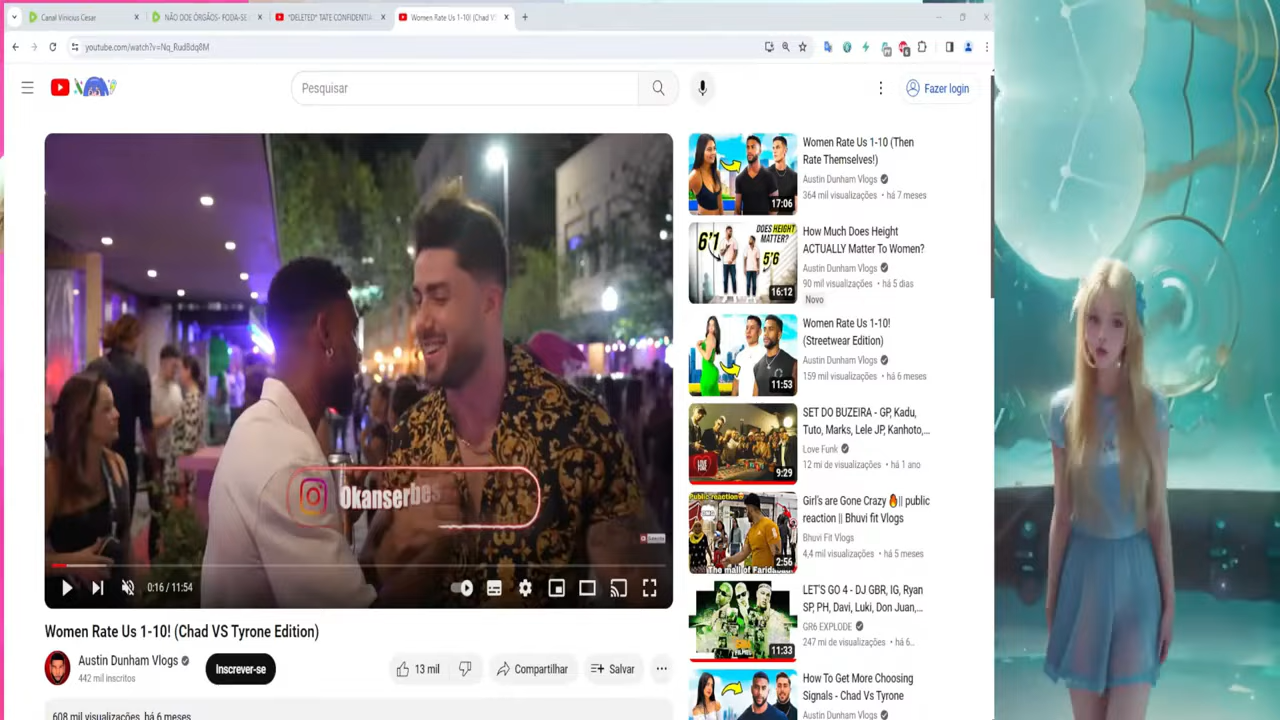 Canal Vinicius Cesar
NÃO DOE ÓRGÃOS- FODA-SE
*DELETED* TATE CONFIDENTIA
Women Rate Us 1-10! (Chad V
youtube.com/watch?v=Nq_Rud8dq8M
Pesquisar
Fazer login
Okanserbes
0:16 / 11:54
Women Rate Us 1-10! (Chad VS Tyrone Edition)
Austin Dunham Vlogs
442 mil inscritos
Inscrever-se
13 mil
Compartilhar
Salvar
608 mil visualizações há 6 meses
17:06
Women Rate Us 1-10 (Then
Rate Themselves!)
Austin Dunham Vlogs
364 mil visualizações • há 7 meses
6'1
DOES HEIGHT
MATTER?
5'6
16:12
How Much Does Height
ACTUALLY Matter To Women?
Austin Dunham Vlogs
90 mil visualizações • há 5 dias
Novo
11:53
Women Rate Us 1-10!
(Streetwear Edition)
Austin Dunham Vlogs
159 mil visualizações • há 6 meses
LOVE FUNK
9:29
SET DO BUZEIRA - GP, Kadu,
Tuto, Marks, Lele JP, Kanhoto,...
Love Funk
12 mi de visualizações • há 1 ano
Public reaction
The mall of Faridabad
2:56
Girl's are Gone Crazy 🔥|| public
reaction || Bhuvi fit Vlogs
Bhuvi Fit Vlogs
4,4 mil visualizações • há 5 meses
11:33
LET'S GO 4 - DJ GBR, IG, Ryan
SP, PH, Davi, Luki, Don Juan,...
GR6 EXPLODE
247 mi de visualizações • há 6...
How To Get More Choosing
Signals - Chad Vs Tyrone
Austin Dunham Vlogs